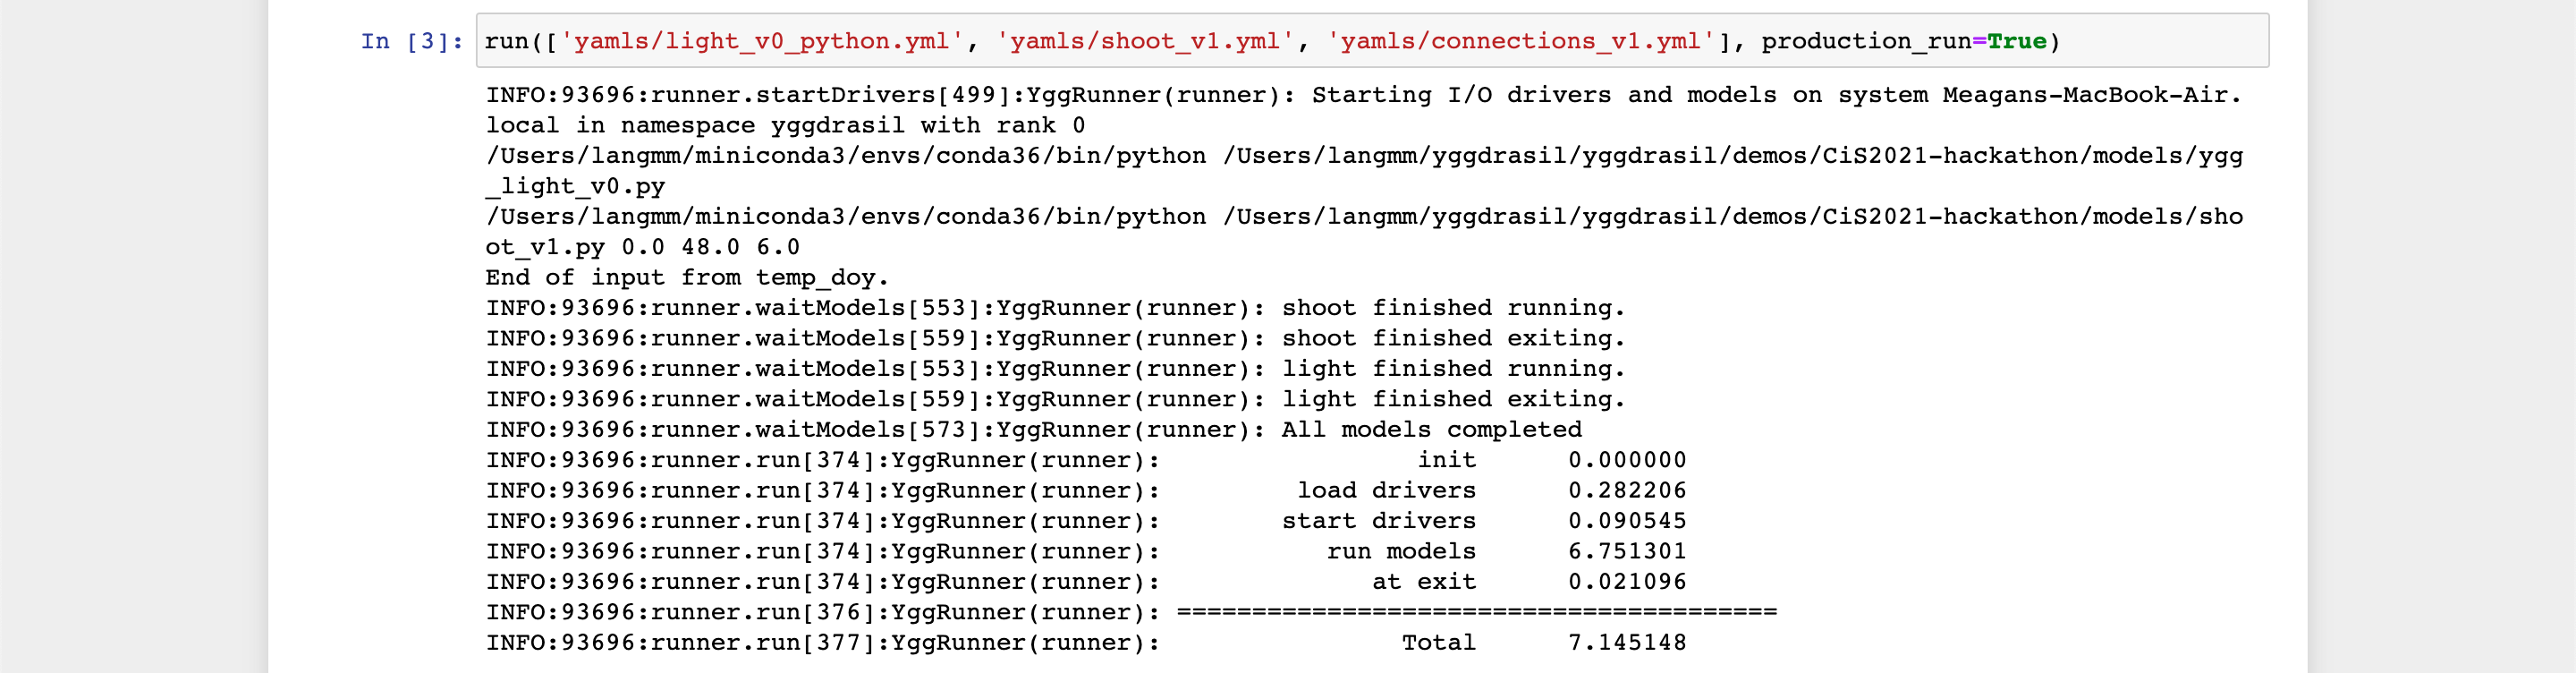 In [3]: run(['yamls/light_v0_python.yml', 'yamls/shoot_v1.yml', 'yamls/connections_v1.yml'], production_run=True)
INFO:93696:runner.startDrivers[499]:YggRunner(runner): Starting I/O drivers and models on system Meagans-MacBook-Air.
local in namespace yggdrasil with rank 0
/Users/langmm/miniconda3/envs/conda36/bin/python /Users/langmm/yggdrasil/yggdrasil/demos/CiS2021-hackathon/models/ygg
_light_v0.py
/Users/langmm/miniconda3/envs/conda36/bin/python /Users/langmm/yggdrasil/yggdrasil/demos/CiS2021-hackathon/models/sho
ot_v1.py 0.0 48.0 6.0
End of input from temp_doy.
INFO:93696:runner.waitModels[553]:YggRunner(runner): shoot finished running.
INFO:93696:runner.waitModels[559]:YggRunner(runner): shoot finished exiting.
INFO:93696:runner.waitModels[553]:YggRunner(runner): light finished running.
INFO:93696:runner.waitModels[559]:YggRunner(runner): light finished exiting.
INFO:93696:runner.waitModels[573]:YggRunner(runner): All models completed
INFO:93696:runner.run[374]:YggRunner(runner):                 init      0.000000
INFO:93696:runner.run[374]:YggRunner(runner):         load drivers      0.282206
INFO:93696:runner.run[374]:YggRunner(runner):        start drivers      0.090545
INFO:93696:runner.run[374]:YggRunner(runner):           run models      6.751301
INFO:93696:runner.run[374]:YggRunner(runner):              at exit      0.021096
INFO:93696:runner.run[376]:YggRunner(runner): ========================================
INFO:93696:runner.run[377]:YggRunner(runner):                Total      7.145148